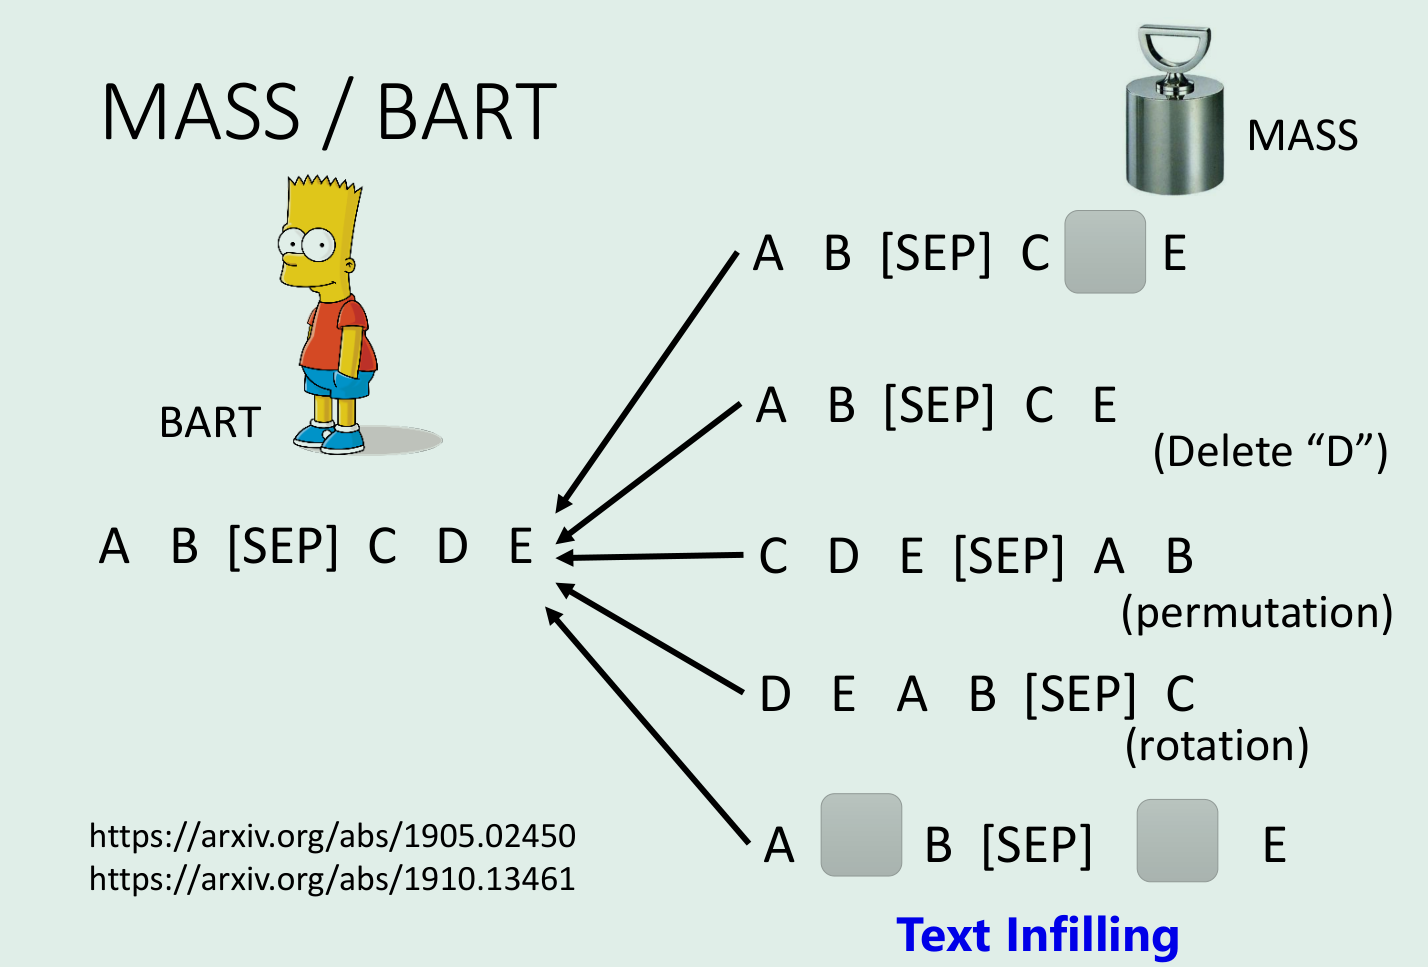 MASS / BART
MASS
BART
A B [SEP] C E
A B [SEP] C E
(Delete “D”)
A B [SEP] C D E
C D E [SEP] A B
(permutation)
D E A B [SEP] C
(rotation)
A B [SEP] E
Text Infilling
https://arxiv.org/abs/1905.02450
https://arxiv.org/abs/1910.13461